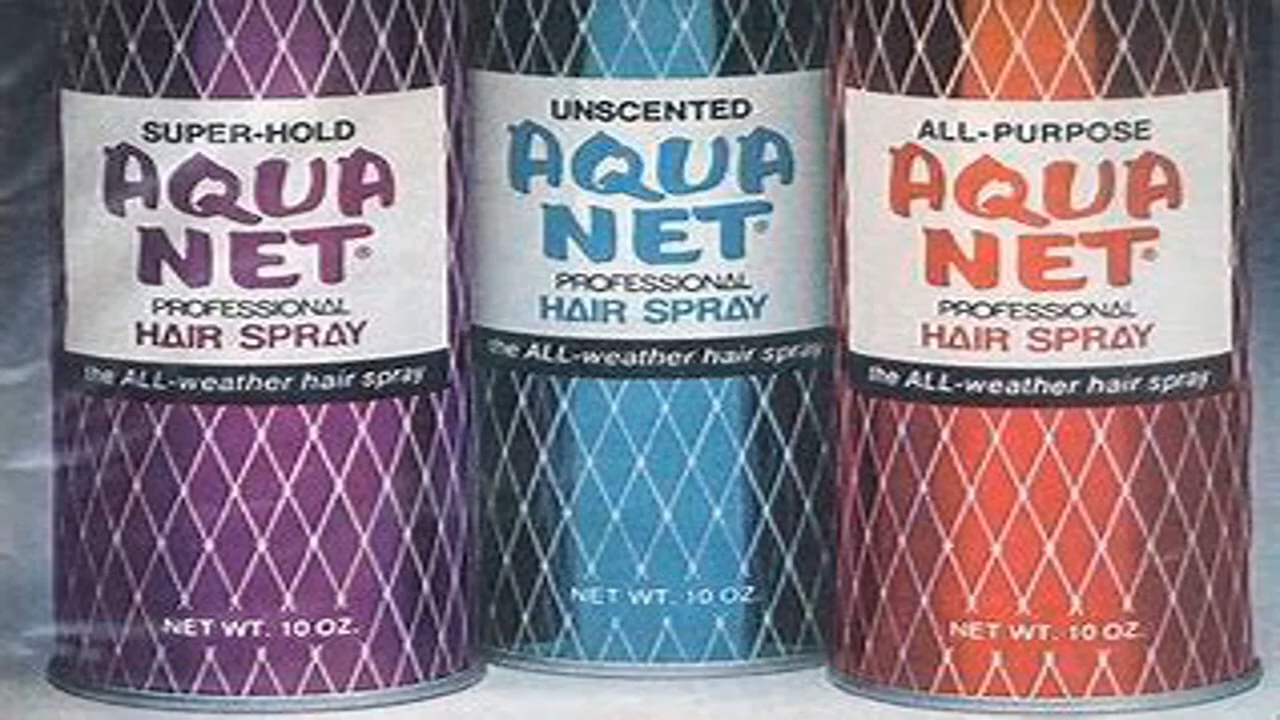 SUPER-HOLD
AQUA
NET®
PROFESSIONAL
HAIR SPRAY
the ALL-weather hair spray
NET WT. 10 OZ.
UNSCENTED
AQUA
NET®
PROFESSIONAL
HAIR SPRAY
the ALL-weather hair spray
NET WT. 10 OZ.
ALL-PURPOSE
AQUA
NET®
PROFESSIONAL
HAIR SPRAY
the ALL-weather hair spray
NET WT. 10 OZ.